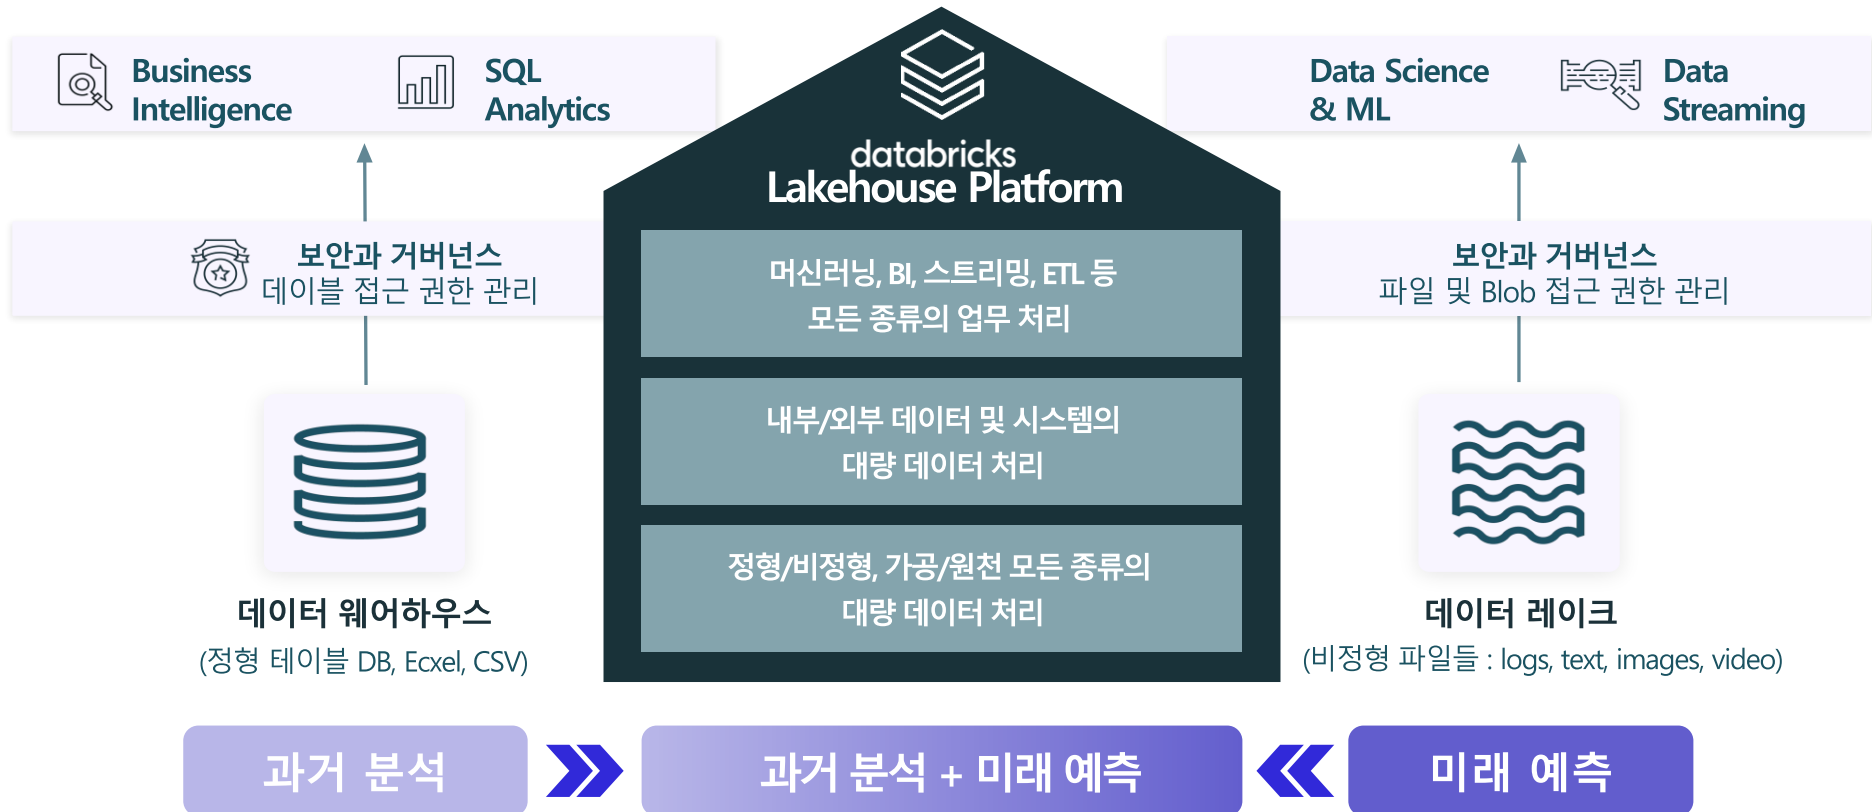 Business
Intelligence
SQL
Analytics
보안과 거버넌스
데이블 접근 권한 관리
데이터 웨어하우스
(정형 테이블 DB, Ecxel, CSV)
databricks
Lakehouse Platform
머신러닝, BI, 스트리밍, ETL 등
모든 종류의 업무 처리
내부/외부 데이터 및 시스템의
대량 데이터 처리
정형/비정형, 가공/원천 모든 종류의
대량 데이터 처리
Data Science
& ML
Data
Streaming
보안과 거버넌스
파일 및 Blob 접근 권한 관리
데이터 레이크
(비정형 파일들 : logs, text, images, video)
과거 분석
과거 분석 + 미래 예측
미래 예측